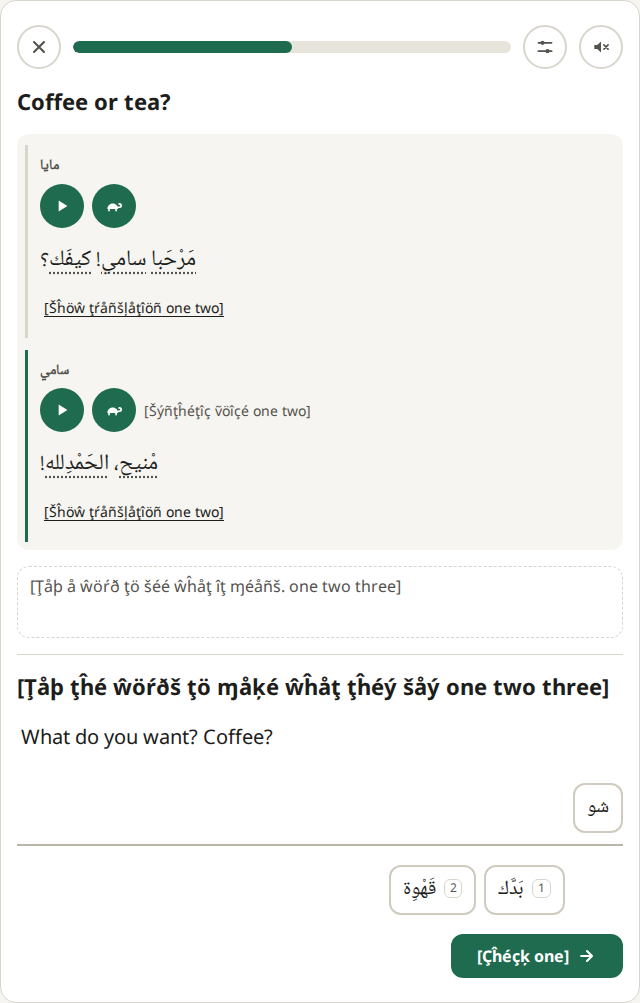 Coffee or tea?
مايا
مَرْحَبا سامي! كيفَك؟
[Šĥöŵ ţŕåñšļåţîöñ one two]
سامي
[Šýñţĥéţîç ṽöîçé one two]
مْنيح، الحَمْدِلله!
[Šĥöŵ ţŕåñšļåţîöñ one two]
[Ţåþ å ŵöŕð ţö šéé ŵĥåţ îţ ɱéåñš. one two three]
[Ţåþ ţĥé ŵöŕðš ţö ɱåķé ŵĥåţ ţĥéý šåý one two three]
What do you want? Coffee?
شو
بَدَّك 1
قَهْوِة 2
[Çĥéçķ one]